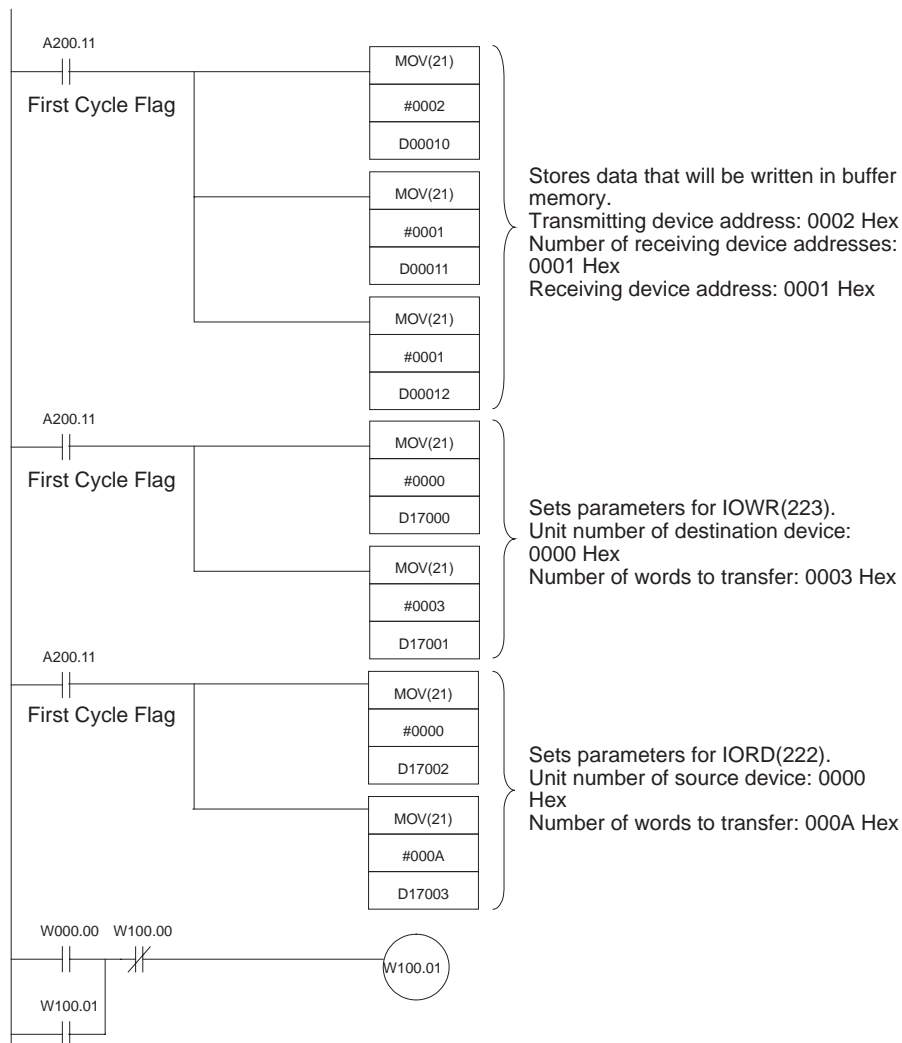 A200.11
First Cycle Flag
MOV(21)
#0002
D00010
MOV(21)
#0001
D00011
MOV(21)
#0001
D00012
Stores data that will be written in buffer
memory.
Transmitting device address: 0002 Hex
Number of receiving device addresses:
0001 Hex
Receiving device address: 0001 Hex
A200.11
First Cycle Flag
MOV(21)
#0000
D17000
MOV(21)
#0003
D17001
Sets parameters for IOWR(223).
Unit number of destination device:
0000 Hex
Number of words to transfer: 0003 Hex
A200.11
First Cycle Flag
MOV(21)
#0000
D17002
MOV(21)
#000A
D17003
Sets parameters for IORD(222).
Unit number of source device: 0000
Hex
Number of words to transfer: 000A Hex
W000.00 W100.00
W100.01
W100.01